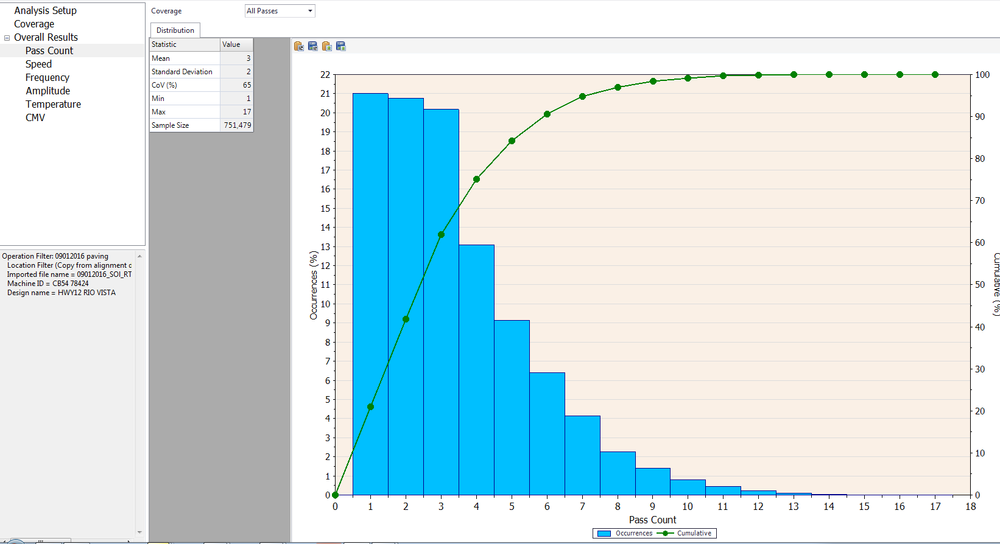 Analysis Setup
Coverage
Overall Results
Pass Count
Speed
Frequency
Amplitude
Temperature
CMV
Operation Filter: 09012016 paving
Location Filter (Copy from alignment c
Imported file name = 09012016_SOI_RT
Machine ID = CB54 78424
Design name = HWY12 RIO VISTA
Coverage All Passes
Distribution
Statistic Value
Mean 3
Standard Deviation 2
CoV (%) 65
Min 1
Max 17
Sample Size 751,479
Occurrences (%)
22
21
20
19
18
17
16
15
14
13
12
11
10
9
8
7
6
5
4
3
2
1
0
100
90
80
70
60
50
40
30
20
10
0
Cumulative (%)
0 1 2 3 4 5 6 7 8 9 10 11 12 13 14 15 16 17 18
Pass Count
Occurrences Cumulative